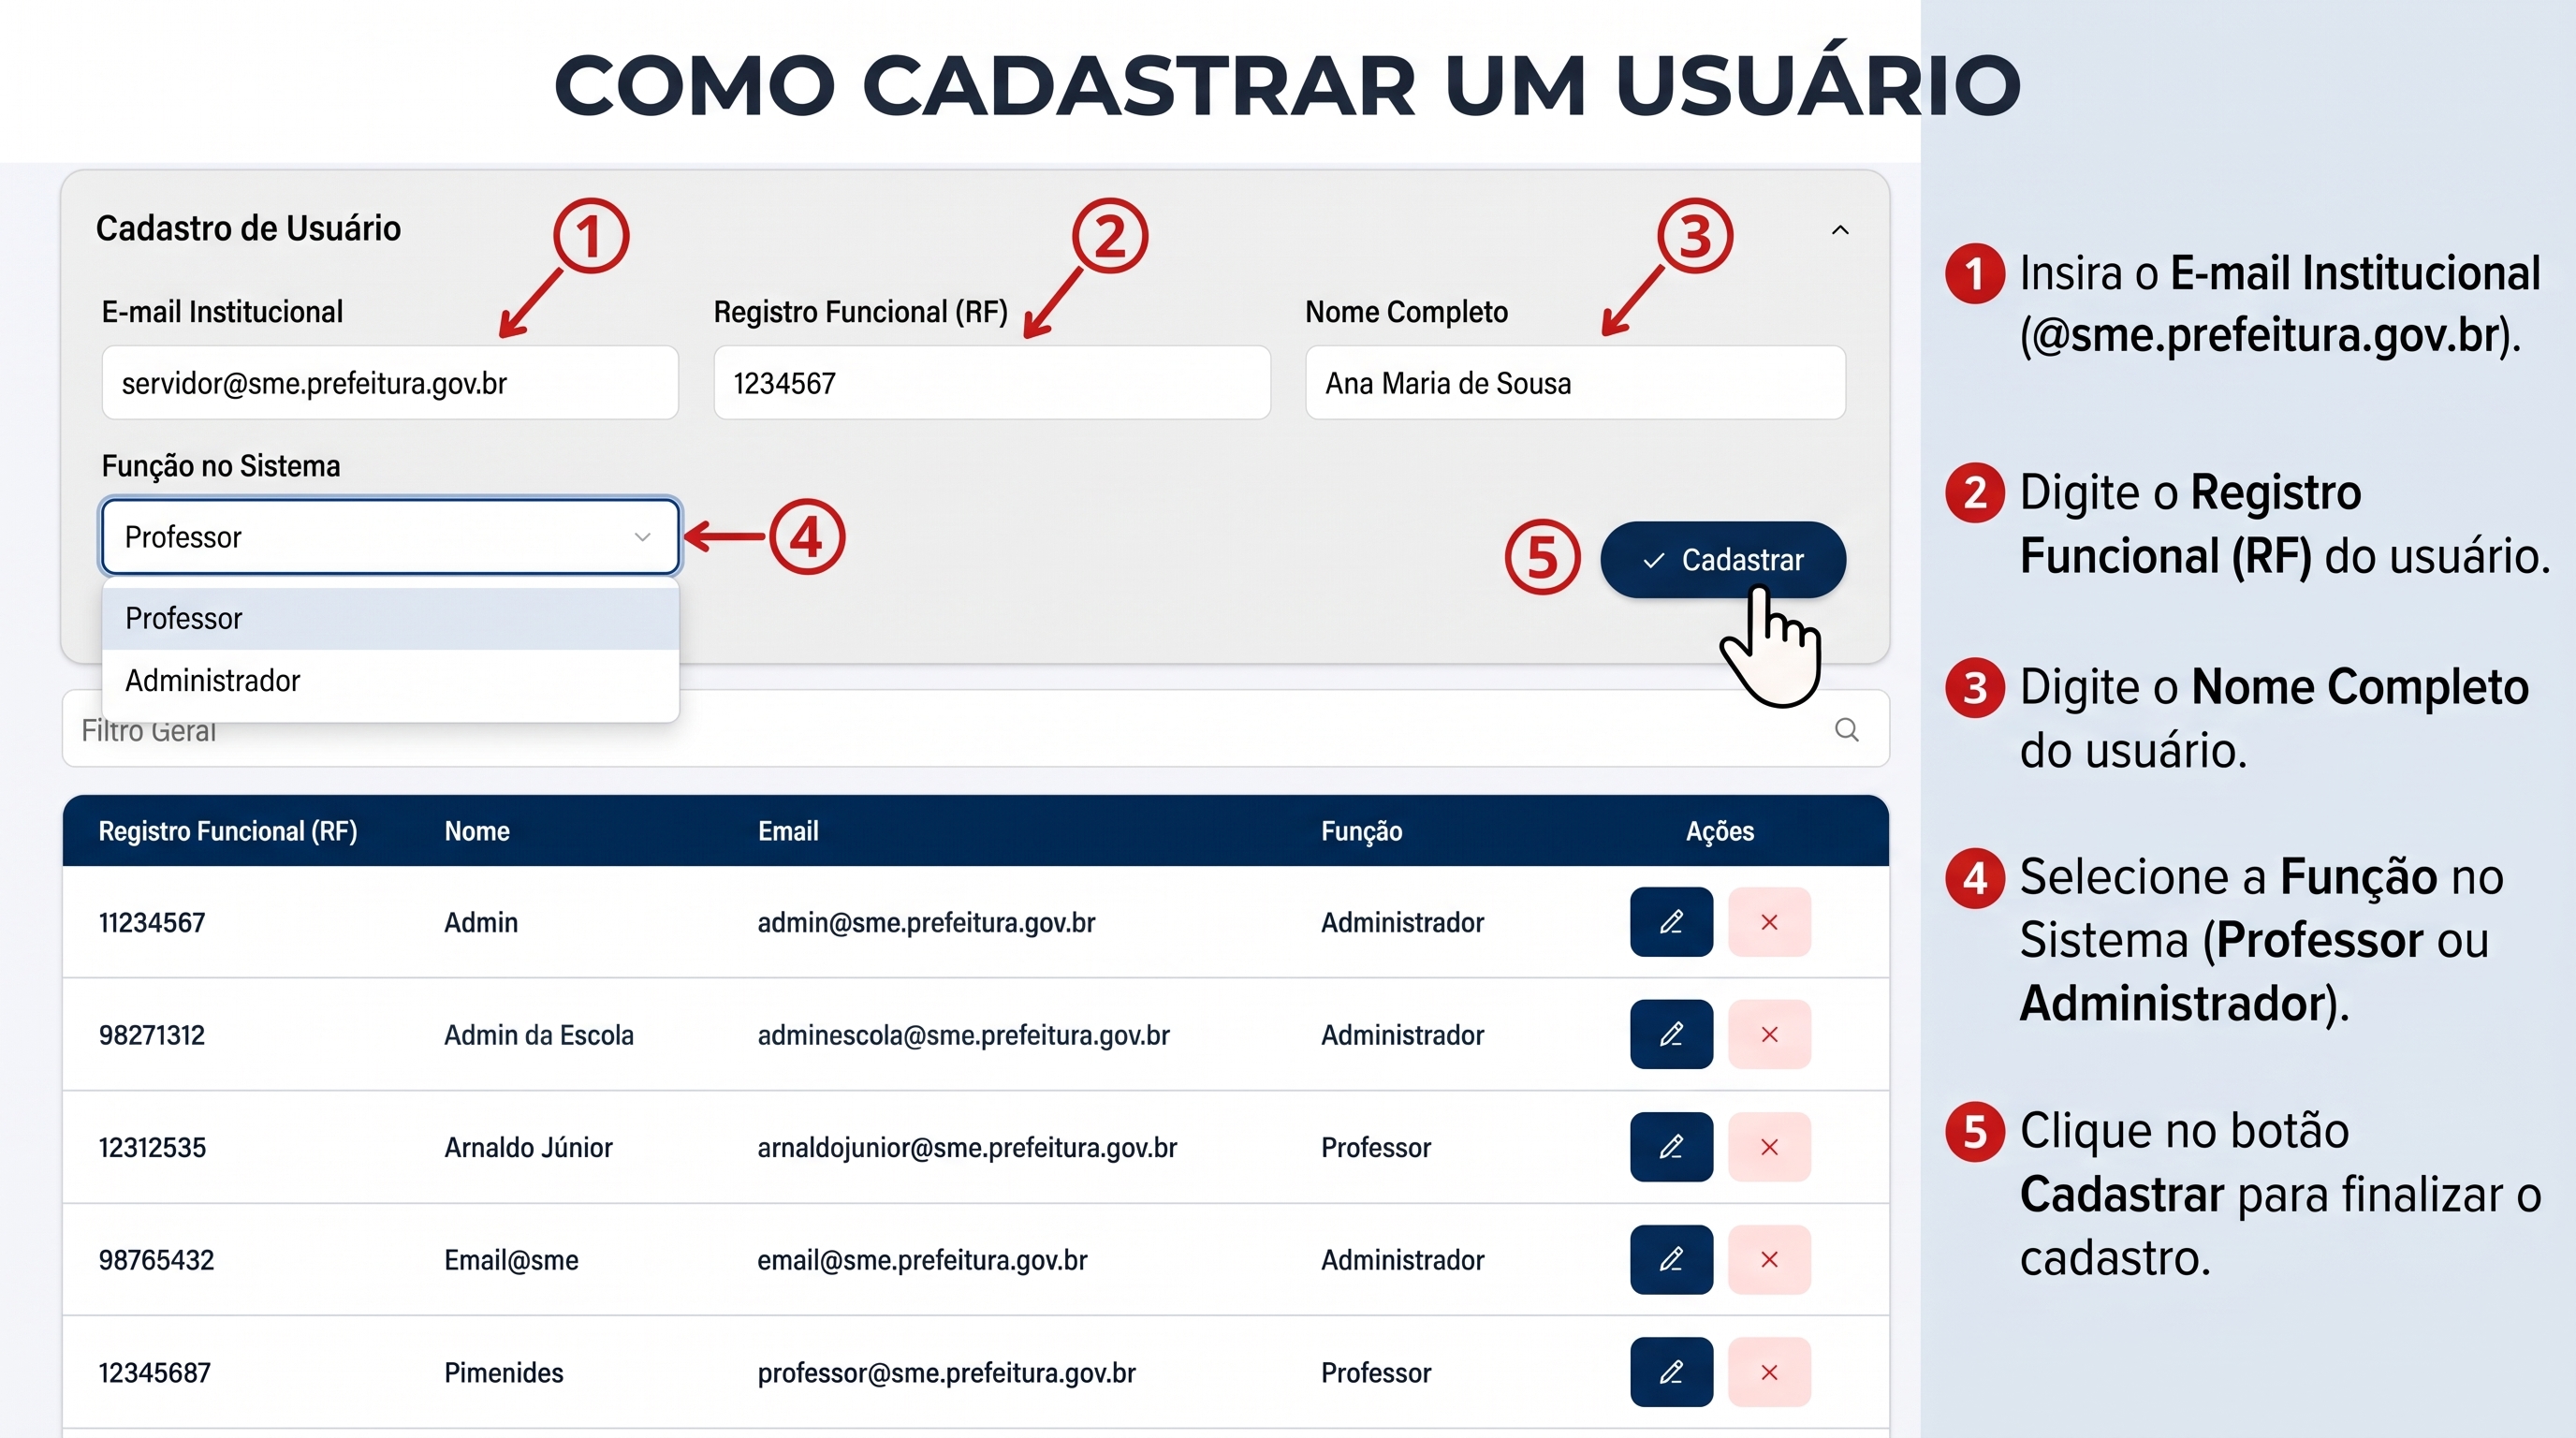 COMO CADASTRAR UM USUÁRIO
Cadastro de Usuário
1
2
3
E-mail Institucional
Registro Funcional (RF)
Nome Completo
servidor@sme.prefeitura.gov.br
1234567
Ana Maria de Sousa
Função no Sistema
Professor
4
5
Cadastrar
Professor
Administrador
Filtro Geral
Registro Funcional (RF) Nome Email Função Ações
11234567 Admin admin@sme.prefeitura.gov.br Administrador
98271312 Admin da Escola adminescola@sme.prefeitura.gov.br Administrador
12312535 Arnaldo Júnior arnaldojunior@sme.prefeitura.gov.br Professor
98765432 Email@sme email@sme.prefeitura.gov.br Administrador
12345687 Pimenides professor@sme.prefeitura.gov.br Professor
1 Insira o E-mail Institucional
(@sme.prefeitura.gov.br).
2 Digite o Registro
Funcional (RF) do usuário.
3 Digite o Nome Completo
do usuário.
4 Selecione a Função no
Sistema (Professor ou
Administrador).
5 Clique no botão
Cadastrar para finalizar o
cadastro.